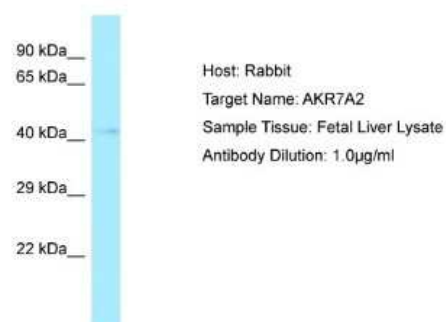 90 kDa__
65 kDa__
40 kDa__
29 kDa__
22 kDa__
Host: Rabbit
Target Name: AKR7A2
Sample Tissue: Fetal Liver Lysate
Antibody Dilution: 1.0μg/ml